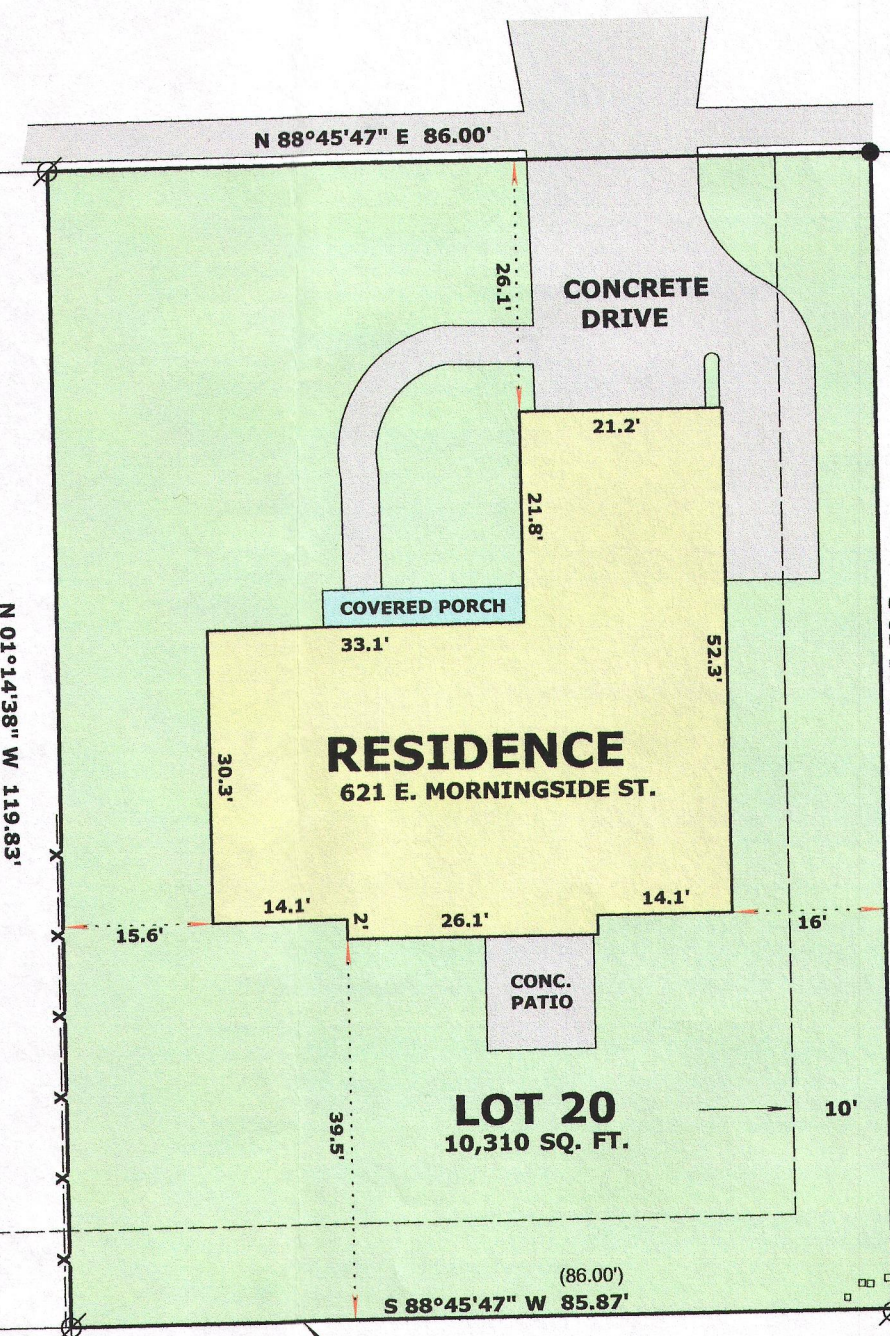 N 88°45'47" E 86.00'
26.1'
CONCRETE
DRIVE
21.2'
21.8'
COVERED PORCH
33.1'
52.3'
N 01°14'38" W 119.83'
RESIDENCE
621 E. MORNINGSIDE ST.
30.3'
14.1'
2'
26.1'
14.1'
15.6'
16'
CONC.
PATIO
LOT 20
10,310 SQ. FT.
10'
39.5'
(86.00')
S 88°45'47" W 85.87'